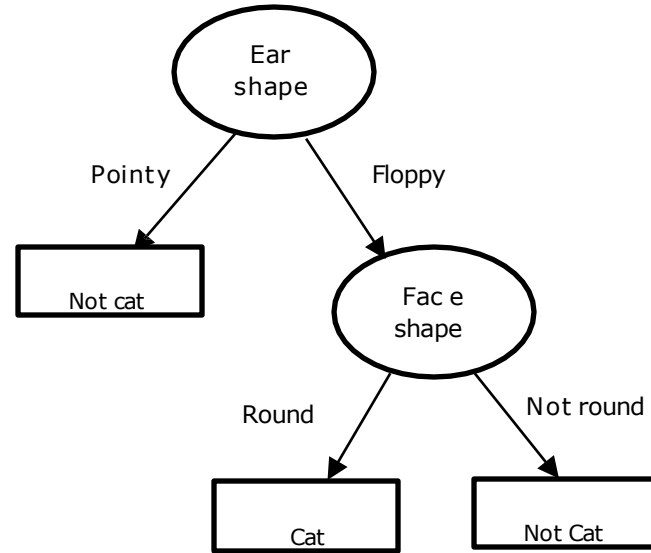 Ear
shape
Pointy
Floppy
Not cat
Fac e
shape
Round
Not round
Cat
Not Cat